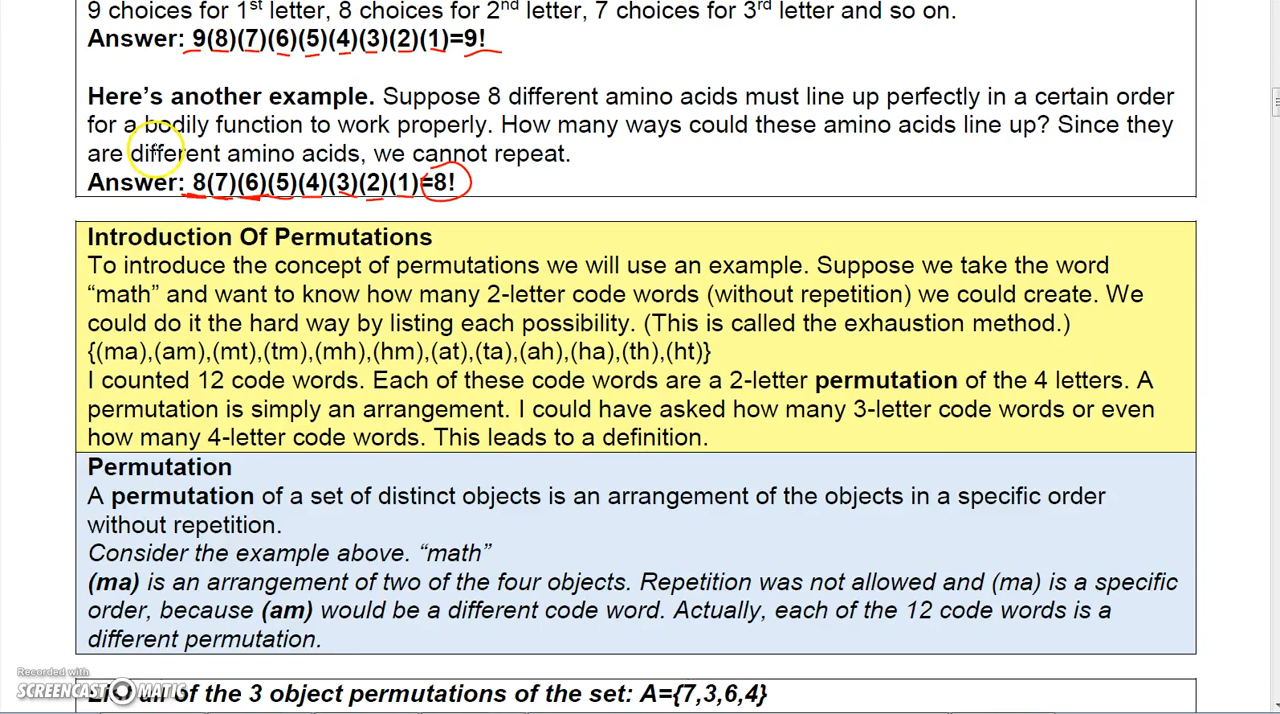 9 choices for 1st letter, 8 choices for 2nd letter, 7 choices for 3rd letter and so on.
Answer: 9(8)(7)(6)(5)(4)(3)(2)(1)=9!
Here's another example. Suppose 8 different amino acids must line up perfectly in a certain order
for a bodily function to work properly. How many ways could these amino acids line up? Since they
are different amino acids, we cannot repeat.
Answer: 8(7)(6)(5)(4)(3)(2)(1)=8!
Introduction Of Permutations
To introduce the concept of permutations we will use an example. Suppose we take the word
“math” and want to know how many 2-letter code words (without repetition) we could create. We
could do it the hard way by listing each possibility. (This is called the exhaustion method.)
{(ma),(am),(mt),(tm),(mh),(hm),(at),(ta),(ah),(ha),(th),(ht)}
I counted 12 code words. Each of these code words are a 2-letter permutation of the 4 letters. A
permutation is simply an arrangement. I could have asked how many 3-letter code words or even
how many 4-letter code words. This leads to a definition.
Permutation
A permutation of a set of distinct objects is an arrangement of the objects in a specific order
without repetition.
Consider the example above. “math”
(ma) is an arrangement of two of the four objects. Repetition was not allowed and (ma) is a specific
order, because (am) would be a different code word. Actually, each of the 12 code words is a
different permutation.
Recorded with
SCREENCAST-O-MATIC
List all of the 3 object permutations of the set: A={7,3,6,4}